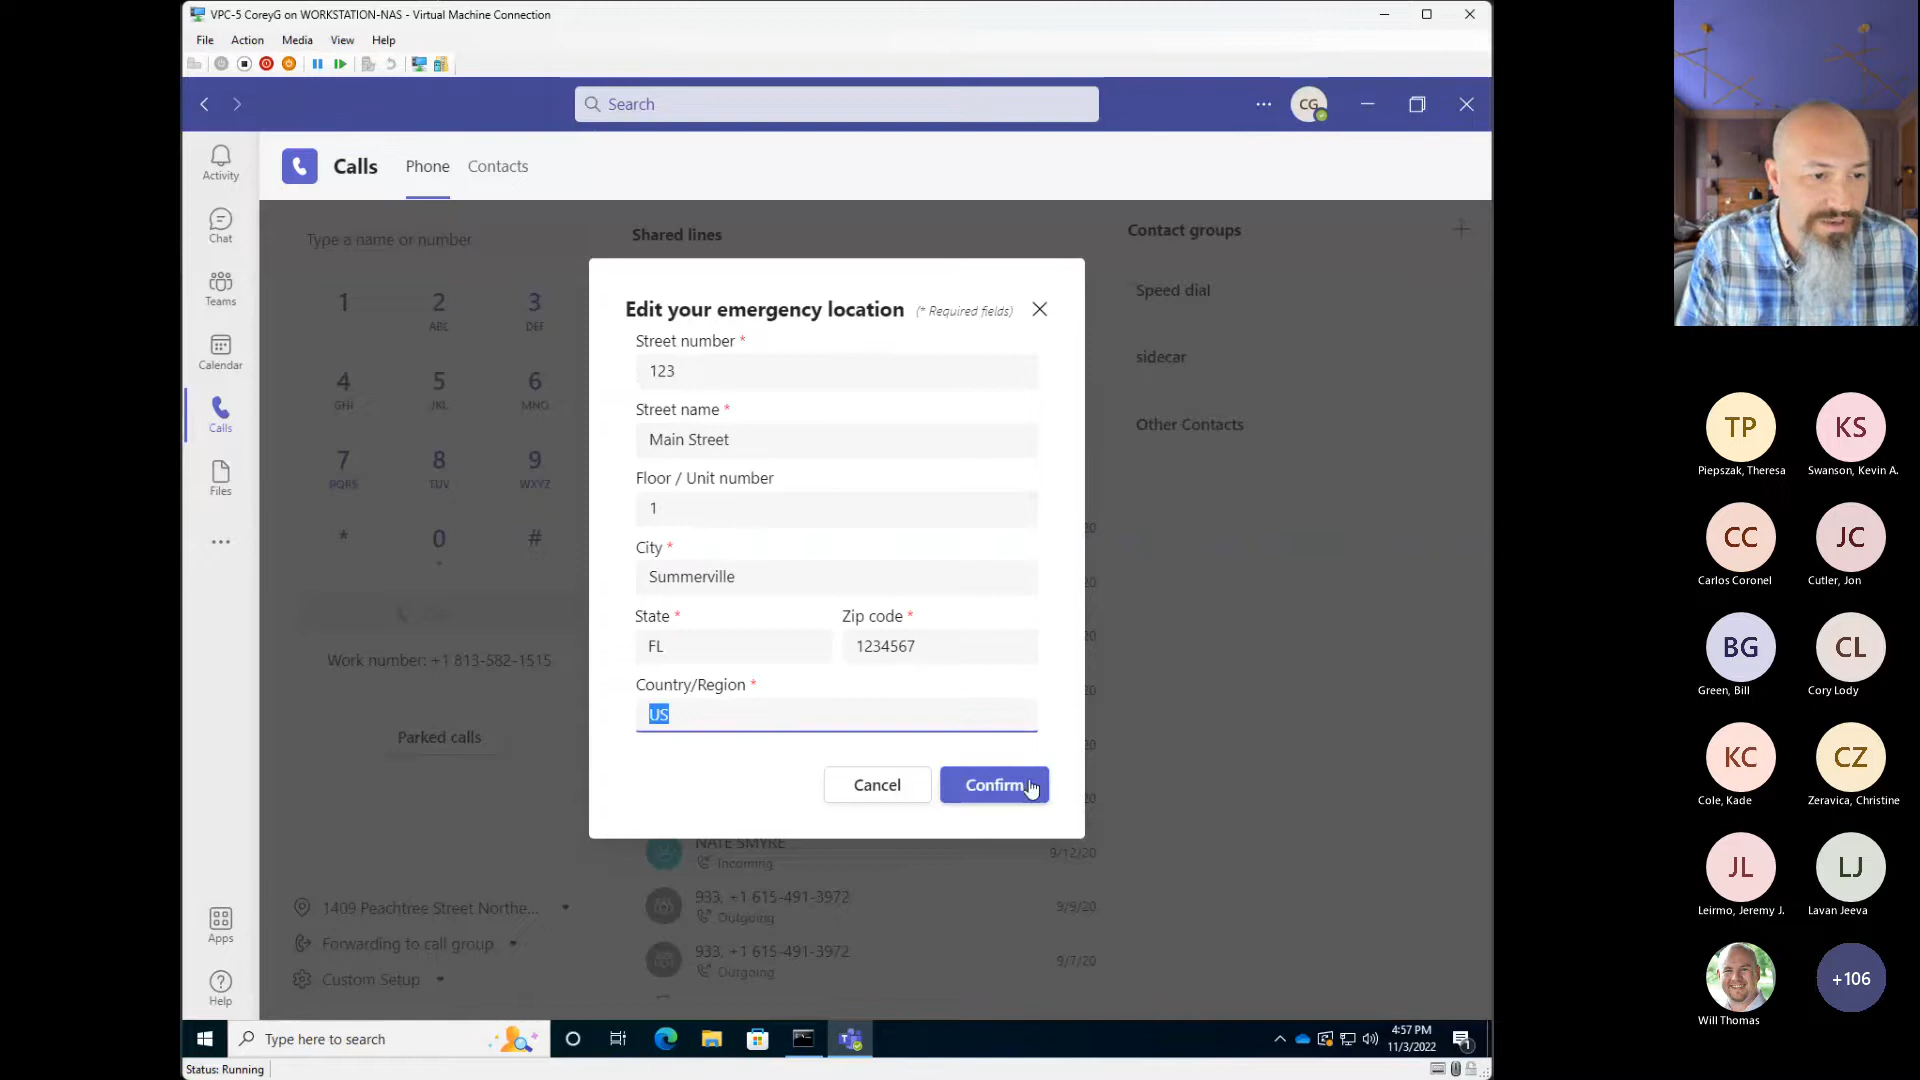 VPC-5 CoreyG on WORKSTATION-NAS - Virtual Machine Connection
File Action Media View Help
Search
CG
Activity
Chat
Teams
Calendar
Calls
Files
Apps
Help
Calls Phone Contacts
Type a name or number
1
2 ABC
3 DEF
4 GHI
5 JKL
6 MNO
7 PQRS
8 TUV
9 WXYZ
*
0
#
Work number: +1 813-582-1515
Parked calls
1409 Peachtree Street Northe...
Forwarding to call group
Custom Setup
Shared lines
Edit your emergency location (* Required fields)
Street number *
123
Street name *
Main Street
Floor / Unit number
1
City *
Summerville
State * Zip code *
FL 1234567
Country/Region *
US
Cancel Confirm
NATE SMYRE
Incoming
9/12/20
933, +1 615-491-3972
Outgoing
9/9/20
933, +1 615-491-3972
Outgoing
9/7/20
Contact groups
Speed dial
sidecar
Other Contacts
Type here to search
4:57 PM
11/3/2022
1
Status: Running
TP KS
Piepszak, Theresa Swanson, Kevin A.
CC JC
Carlos Coronel Cutler, Jon
BG CL
Green, Bill Cory Lody
KC CZ
Cole, Kade Zeravica, Christine
JL LJ
Leirmo, Jeremy J. Lavan Jeeva
+106
Will Thomas